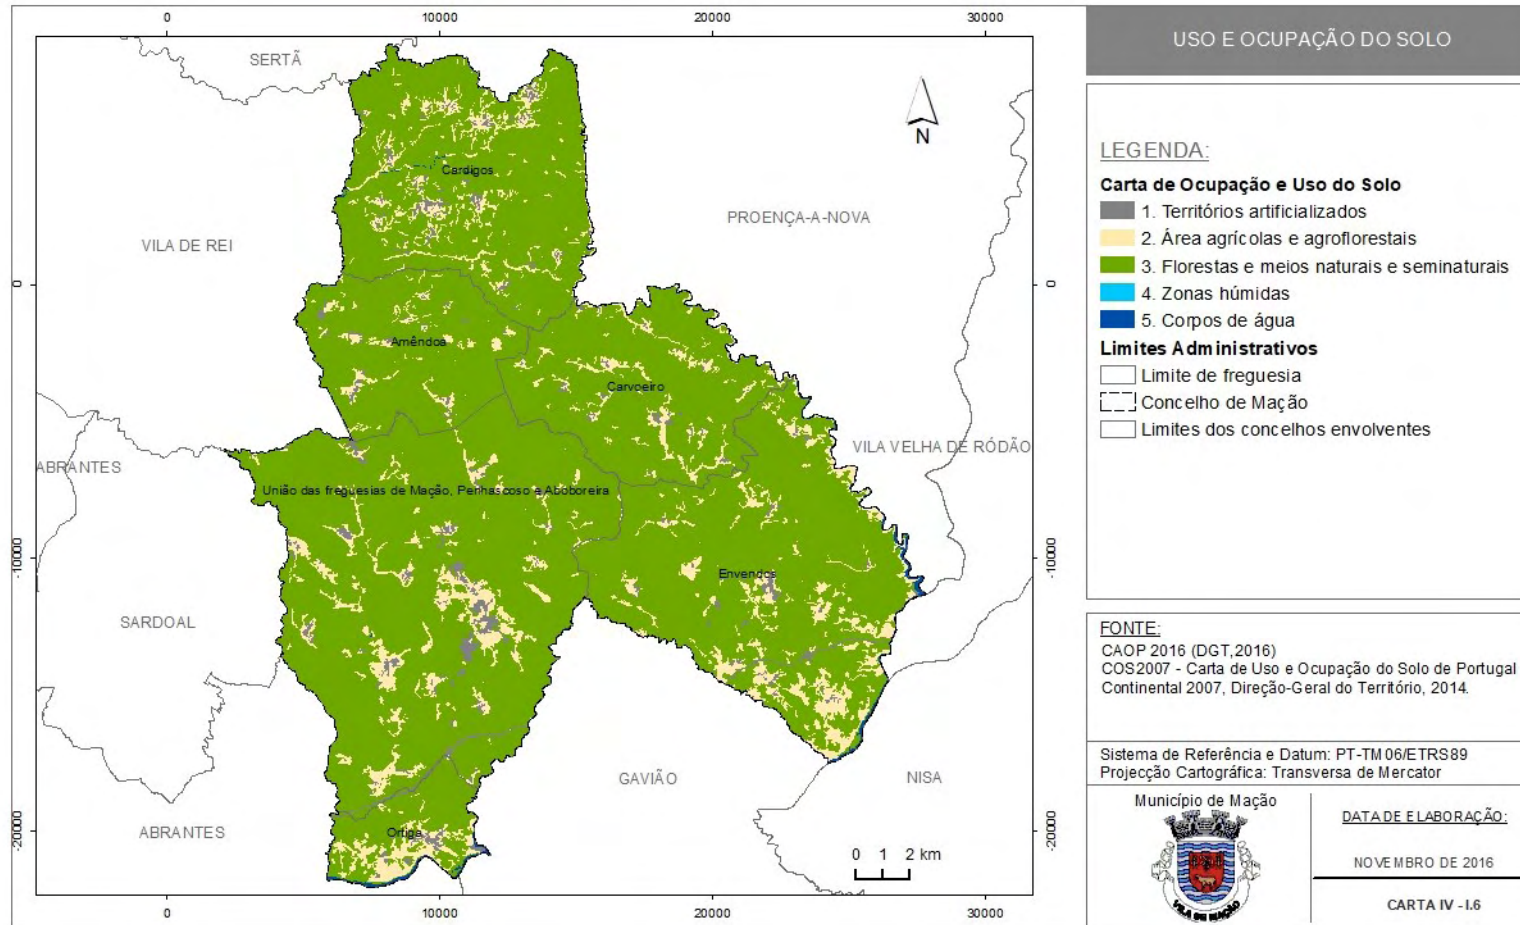 0
10000
20000
30000
SERTÃ
N
Cardigos
VILA DE REI
PROENÇA-A-NOVA
0
0
Amêndoa
Carvoeiro
ABRANTES
VILA VELHA DE RÓDÃO
União das freguesias de Mação, Penhascoso e Aboboreira
-10000
-10000
Envendos
SARDOAL
GAVIÃO
NISA
ABRANTES
-20000
-20000
Ortiga
0 1 2 km
0
10000
20000
30000
USO E OCUPAÇÃO DO SOLO
LEGENDA:
Carta de Ocupação e Uso do Solo
1. Territórios artificializados
2. Área agrícolas e agroflorestais
3. Florestas e meios naturais e seminaturais
4. Zonas húmidas
5. Corpos de água
Limites Administrativos
Limite de freguesia
Concelho de Mação
Limites dos concelhos envolventes
FONTE:
CAOP 2016 (DGT,2016)
COS2007 - Carta de Uso e Ocupação do Solo de Portugal
Continental 2007, Direção-Geral do Território, 2014.
Sistema de Referência e Datum: PT-TM06/ETRS89
Projecção Cartográfica: Transversa de Mercator
Município de Mação
VILA DE MAÇÃO
DATA DE ELABORAÇÃO:
NOVEMBRO DE 2016
CARTA IV - I.6